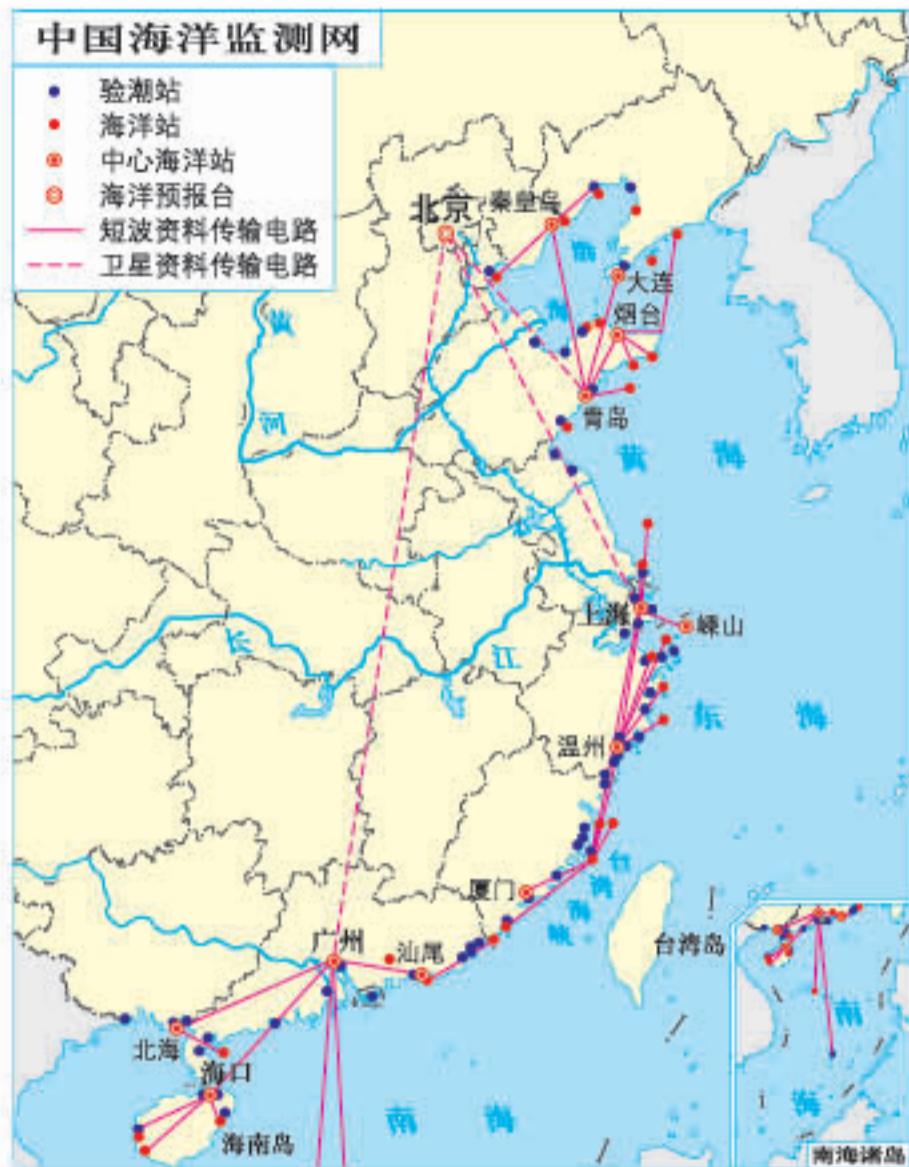 中国海洋监测网
验潮站
海洋站
中心海洋站
海洋预报台
短波资料传输电路
卫星资料传输电路
北京
秦皇岛
渤
海
大连
烟台
黄
河
青岛
黄 海
上海
嵊山
长
江
东 海
温州
台
湾
海
峡
厦门
台湾岛
广州
汕尾
北海
海口
海南岛
南 海
南
海
南海诸岛